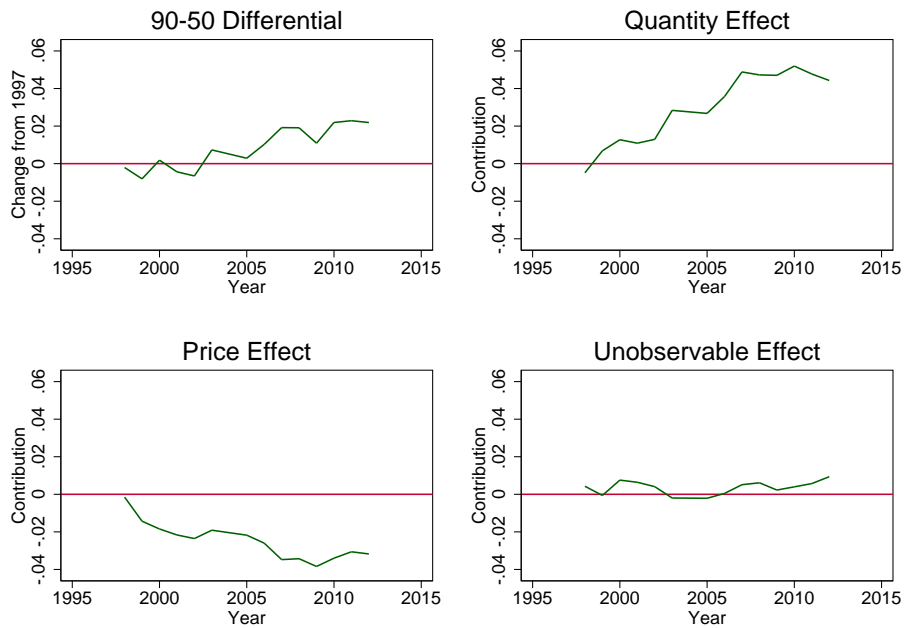 90-50 Differential
Change from 1997
.06
.04
.02
0
-.02
-.04
1995 2000 2005 2010 2015
Year
Quantity Effect
Contribution
.06
.04
.02
0
-.02
-.04
1995 2000 2005 2010 2015
Year
Price Effect
Contribution
.06
.04
.02
0
-.02
-.04
1995 2000 2005 2010 2015
Year
Unobservable Effect
Contribution
.06
.04
.02
0
-.02
-.04
1995 2000 2005 2010 2015
Year